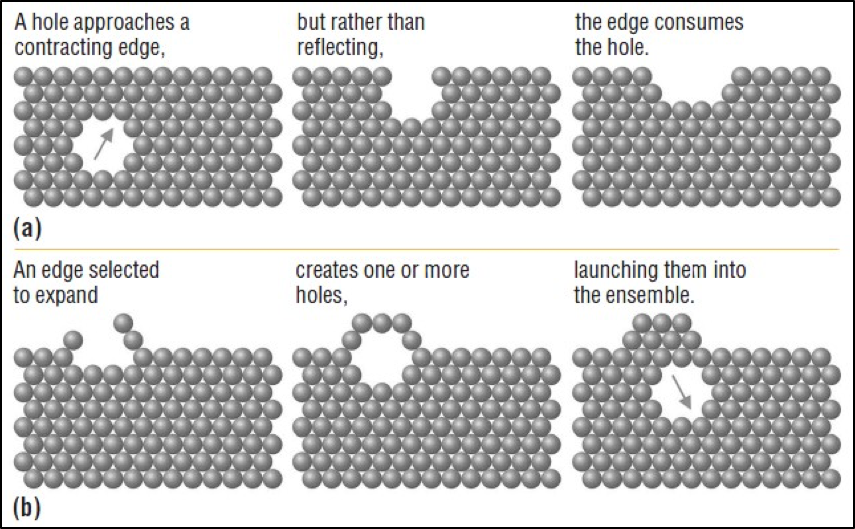 A hole approaches a
contracting edge,
but rather than
reflecting,
the edge consumes
the hole.
(a)
An edge selected
to expand
creates one or more
holes,
launching them into
the ensemble.
(b)